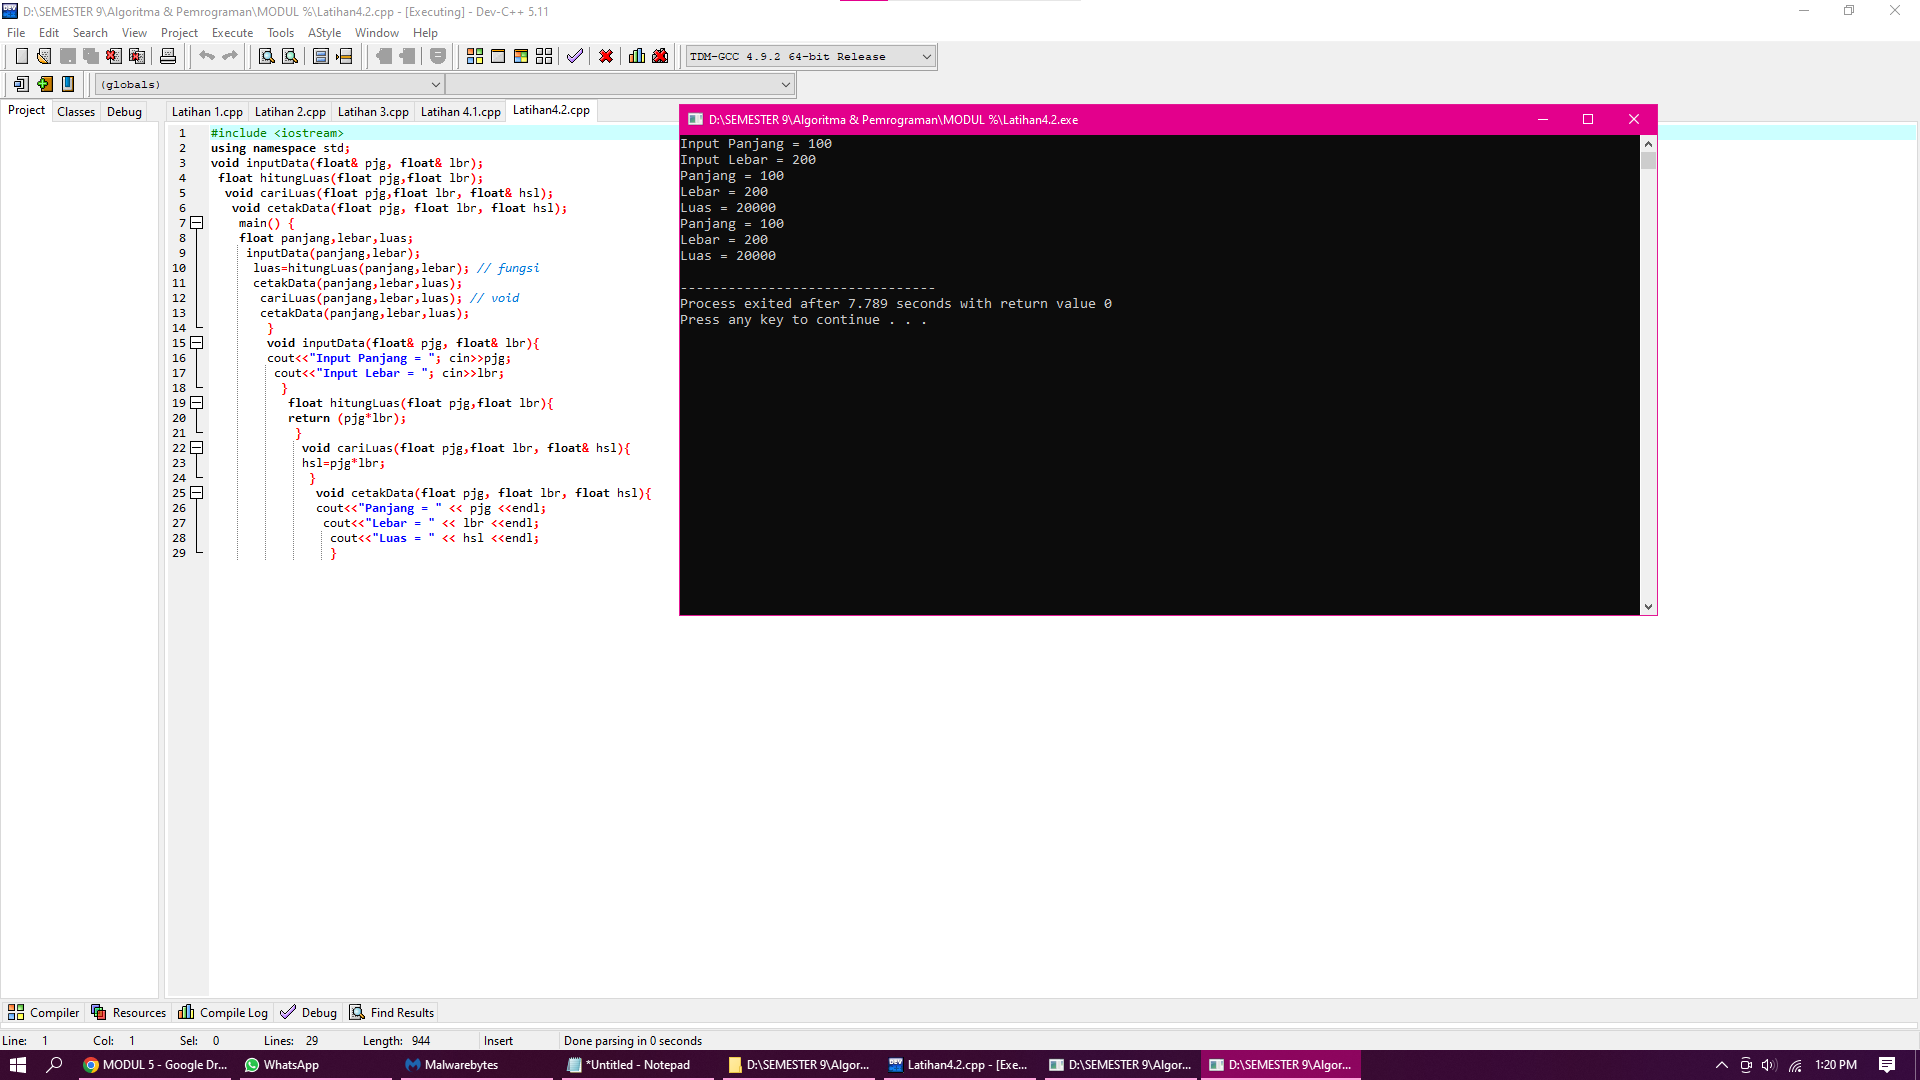 D:\SEMESTER 9\Algoritma & Pemrograman\MODUL %\Latihan4.2.cpp - [Executing] - Dev-C++ 5.11
File Edit Search View Project Execute Tools AStyle Window Help
TDM-GCC 4.9.2 64-bit Release
(globals)
Project Classes Debug
Latihan 1.cpp Latihan 2.cpp Latihan 3.cpp Latihan 4.1.cpp Latihan4.2.cpp
1 #include <iostream>
2 using namespace std;
3 void inputData(float& pjg, float& lbr);
4 float hitungLuas(float pjg,float lbr);
5 void cariLuas(float pjg,float lbr, float& hsl);
6 void cetakData(float pjg, float lbr, float hsl);
7 main() {
8 float panjang,lebar,luas;
9 inputData(panjang,lebar);
10 luas=hitungLuas(panjang,lebar); // fungsi
11 cetakData(panjang,lebar,luas);
12 cariLuas(panjang,lebar,luas); // void
13 cetakData(panjang,lebar,luas);
14 }
15 void inputData(float& pjg, float& lbr){
16 cout<<"Input Panjang = "; cin>>pjg;
17 cout<<"Input Lebar = "; cin>>lbr;
18 }
19 float hitungLuas(float pjg,float lbr){
20 return (pjg*lbr);
21 }
22 void cariLuas(float pjg,float lbr, float& hsl){
23 hsl=pjg*lbr;
24 }
25 void cetakData(float pjg, float lbr, float hsl){
26 cout<<"Panjang = " << pjg <<endl;
27 cout<<"Lebar = " << lbr <<endl;
28 cout<<"Luas = " << hsl <<endl;
29 }
D:\SEMESTER 9\Algoritma & Pemrograman\MODUL %\Latihan4.2.exe
Input Panjang = 100
Input Lebar = 200
Panjang = 100
Lebar = 200
Luas = 20000
Panjang = 100
Lebar = 200
Luas = 20000
--------------------------------
Process exited after 7.789 seconds with return value 0
Press any key to continue . . .
Compiler Resources Compile Log Debug Find Results
Line: 1 Col: 1 Sel: 0 Lines: 29 Length: 944 Insert Done parsing in 0 seconds
MODUL 5 - Google Dr... WhatsApp Malwarebytes *Untitled - Notepad D:\SEMESTER 9\Algor... Latihan4.2.cpp - [Exe... D:\SEMESTER 9\Algor... D:\SEMESTER 9\Algor... 1:20 PM